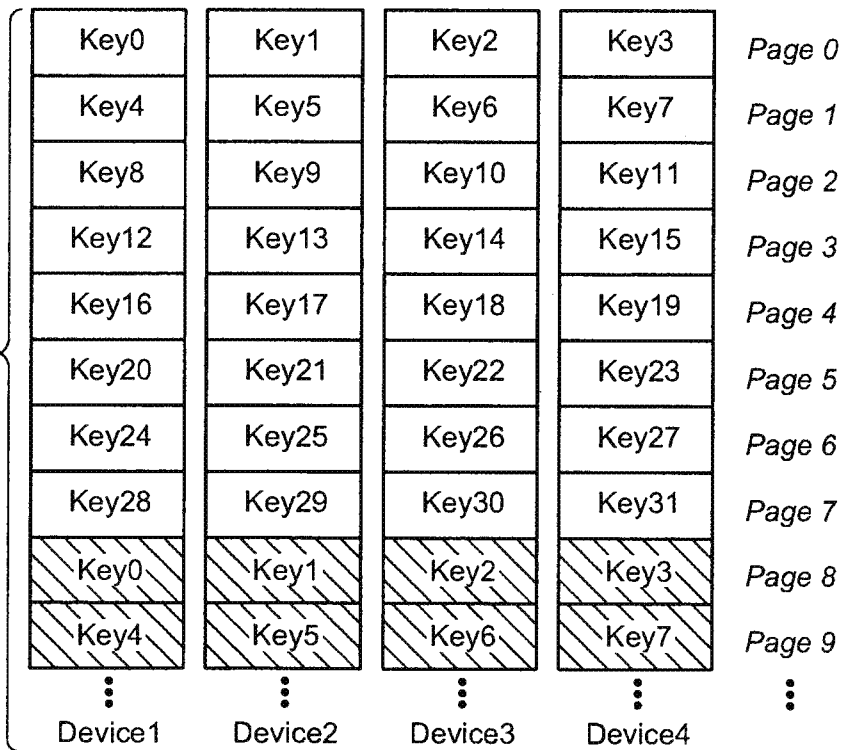 Key0 Key1 Key2 Key3 Page 0
Key4 Key5 Key6 Key7 Page 1
Key8 Key9 Key10 Key11 Page 2
Key12 Key13 Key14 Key15 Page 3
Key16 Key17 Key18 Key19 Page 4
Key20 Key21 Key22 Key23 Page 5
Key24 Key25 Key26 Key27 Page 6
Key28 Key29 Key30 Key31 Page 7
Key0 Key1 Key2 Key3 Page 8
Key4 Key5 Key6 Key7 Page 9
Device1 Device2 Device3 Device4